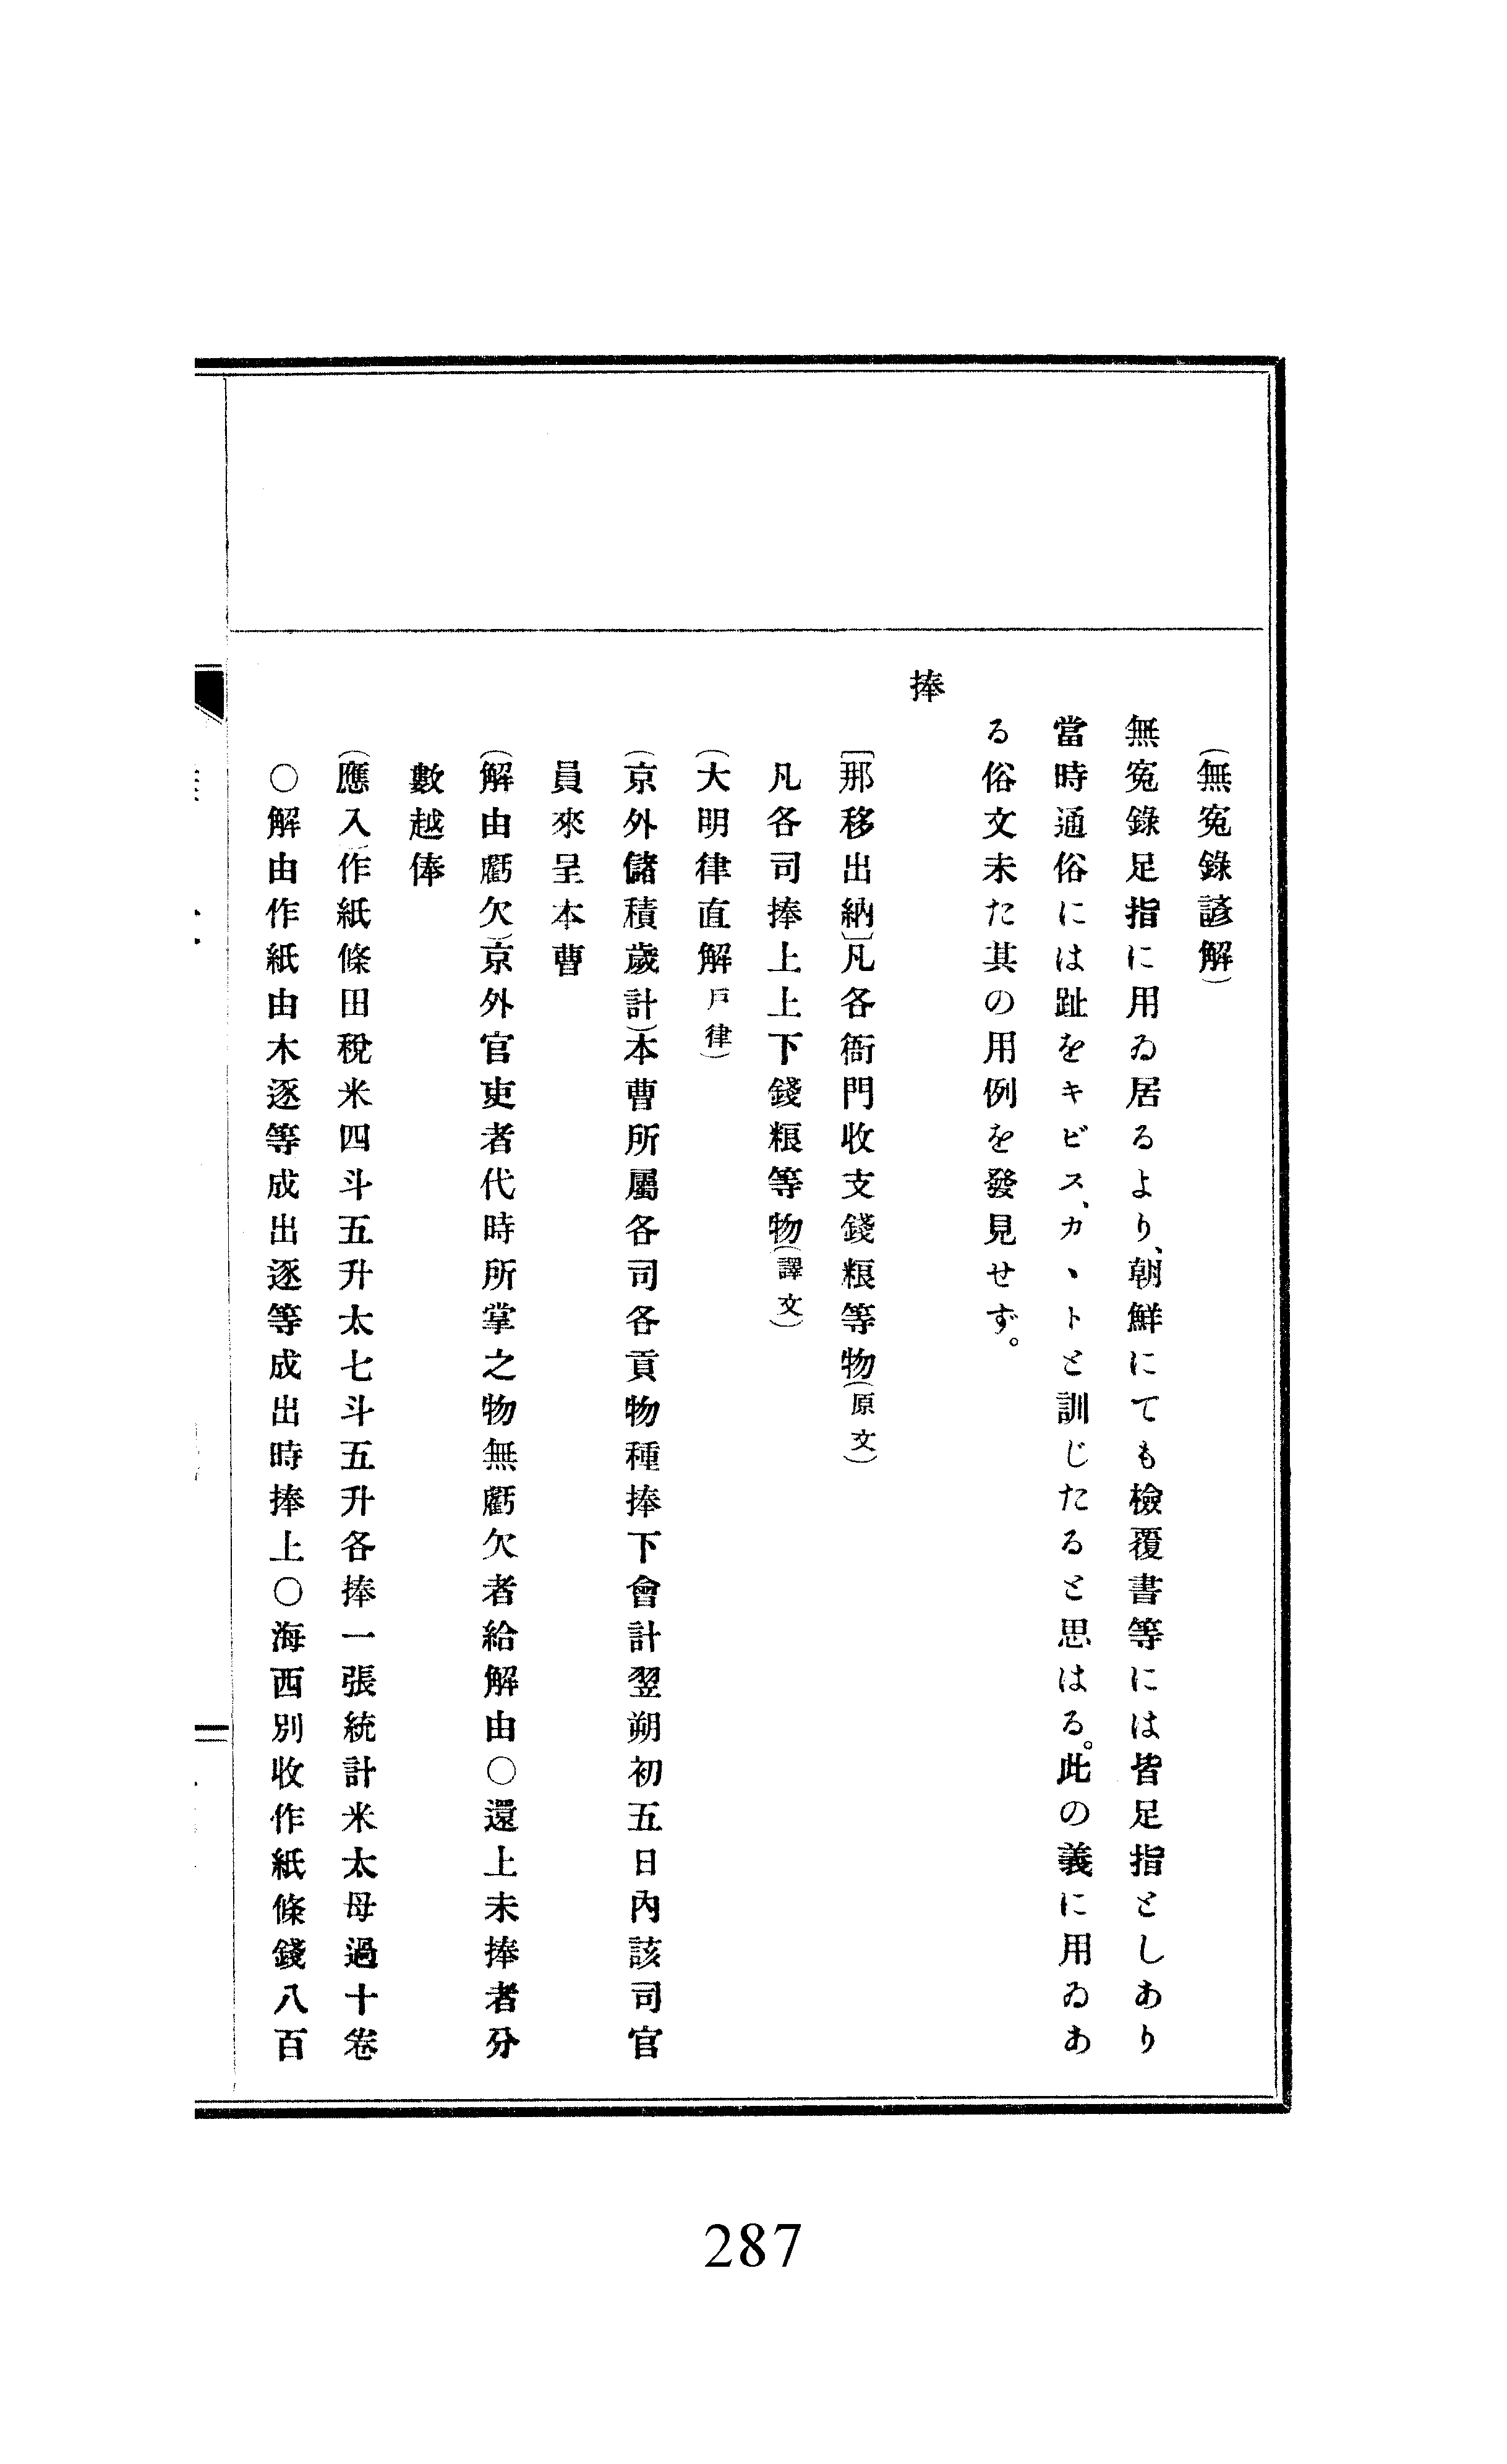 (無寃錄諺解)
無寃錄足指に用ゐ居るより、朝鮮にても檢覆書等には皆足指としあり
當時通俗には趾をキビス、カヽトと訓じたると思はる。此の義に用ゐあ
る俗文未た其の用例を發見せず。
捧
[那移出納]凡各衙門收支錢粮等物(原文)
凡各司捧上上下錢粮等物(譯文)
(大明律直解戶律)
(京外儲積歲計)本曹所屬各司各貢物種捧下會計翌朔初五日內該司官
員來呈本曹
(解由虧欠)京外官吏者代時所掌之物無虧欠者給解由○還上未捧者分
數越俸
(應入)作紙條田稅米四斗五升太七斗五升各捧一張統計米太母過十卷
○解由作紙由木逐等成出逐等成出時捧上○海西別收作紙條錢八百
287